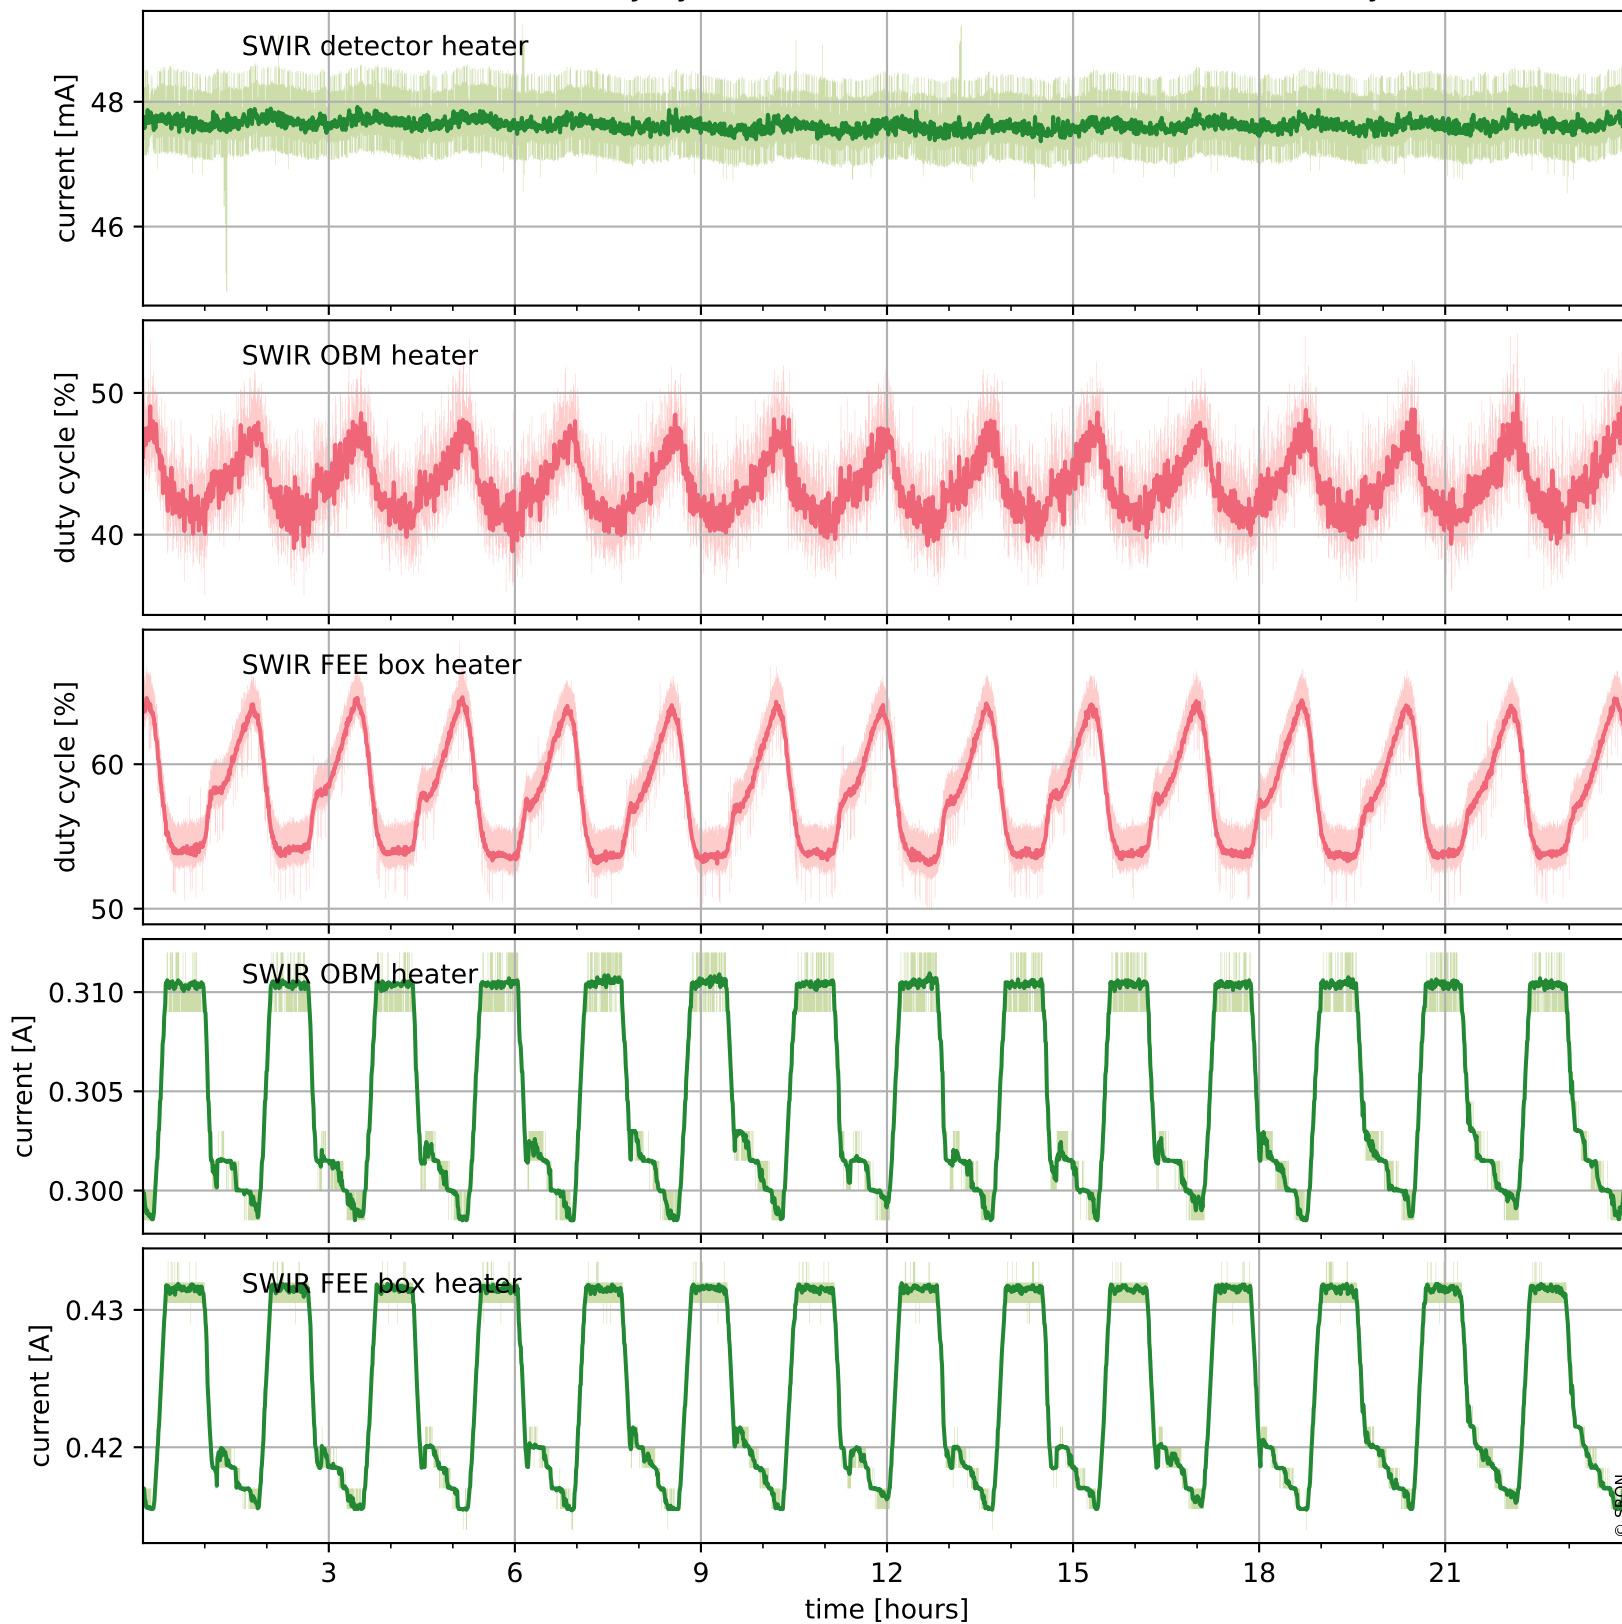 SWIR detector heater
current [mA]
48
46
SWIR OBM heater
duty cycle [%]
50
40
SWIR FEE box heater
duty cycle [%]
60
50
SWIR OBM heater
current [A]
0.310
0.305
0.300
SWIR FEE box heater
current [A]
0.43
0.42
3 6 9 12 15 18 21
time [hours]
© SRON